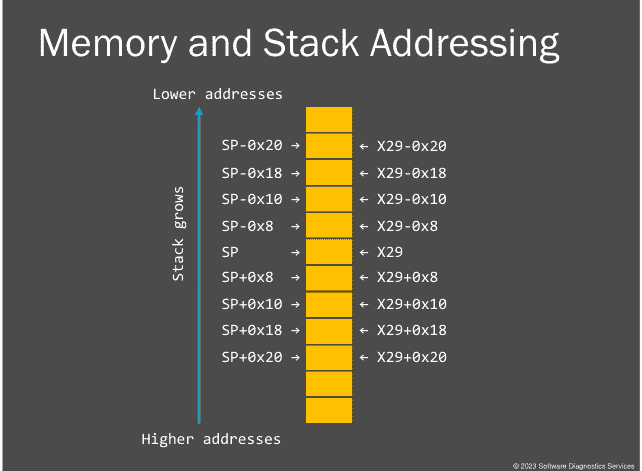 Memory and Stack Addressing
Lower addresses
Stack grows
SP-0x20 → ← X29-0x20
SP-0x18 → ← X29-0x18
SP-0x10 → ← X29-0x10
SP-0x8 → ← X29-0x8
SP → ← X29
SP+0x8 → ← X29+0x8
SP+0x10 → ← X29+0x10
SP+0x18 → ← X29+0x18
SP+0x20 → ← X29+0x20
Higher addresses
© 2023 Software Diagnostics Services